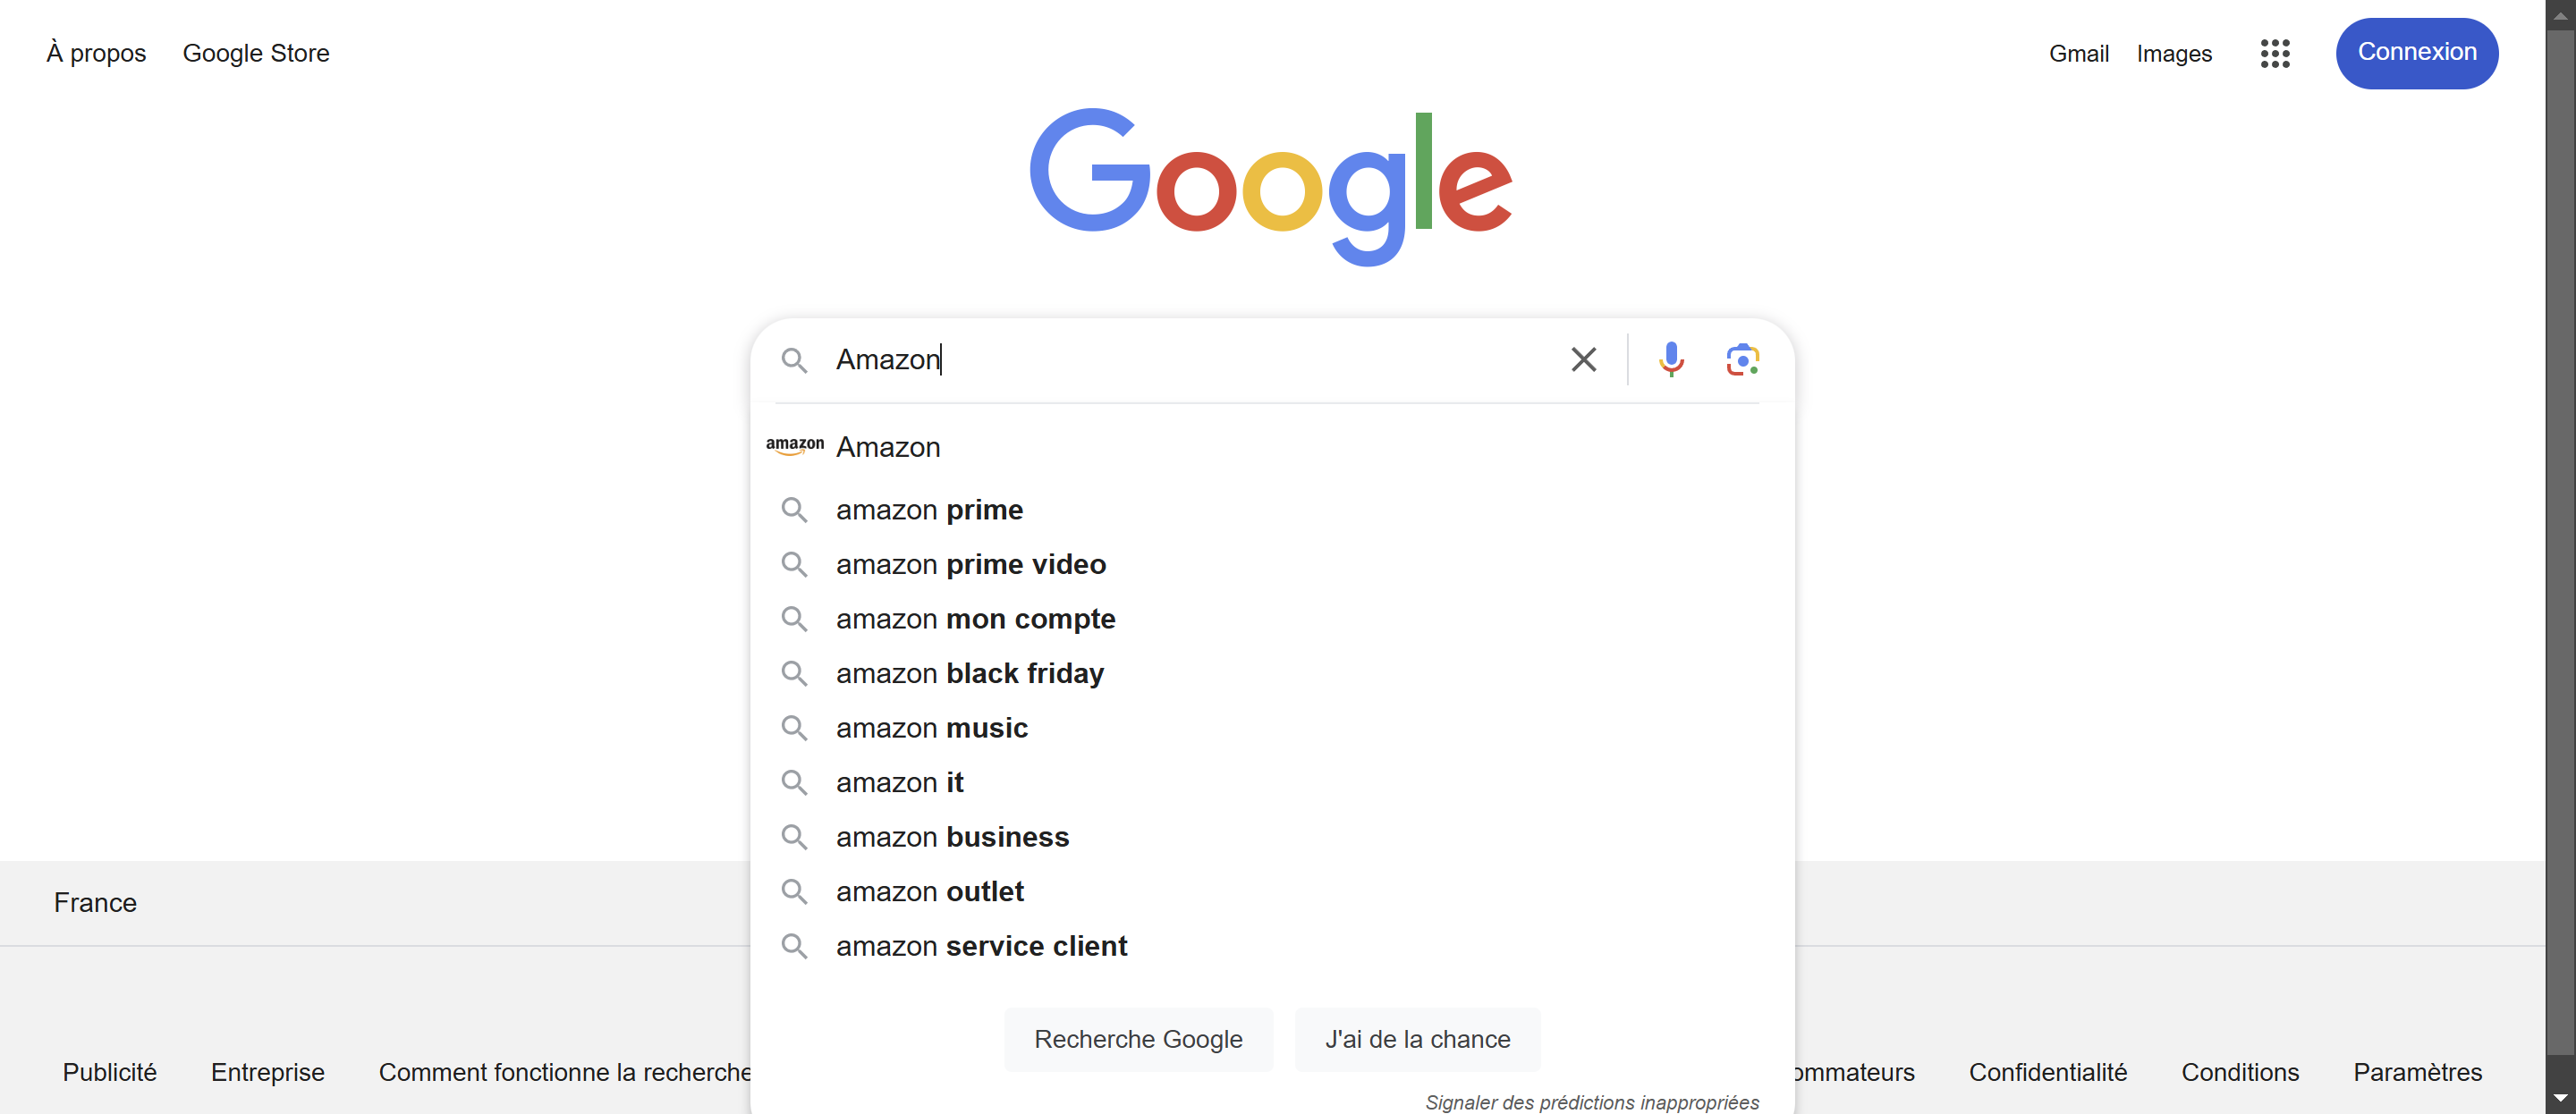 À propos Google Store Gmail Images Connexion
Google
Amazon
amazon Amazon
amazon prime
amazon prime video
amazon mon compte
amazon black friday
amazon music
amazon it
amazon business
amazon outlet
amazon service client
France
Recherche Google J'ai de la chance
Publicité Entreprise Comment fonctionne la recherche Confidentialité Conditions Paramètres
Signaler des prédictions inappropriées